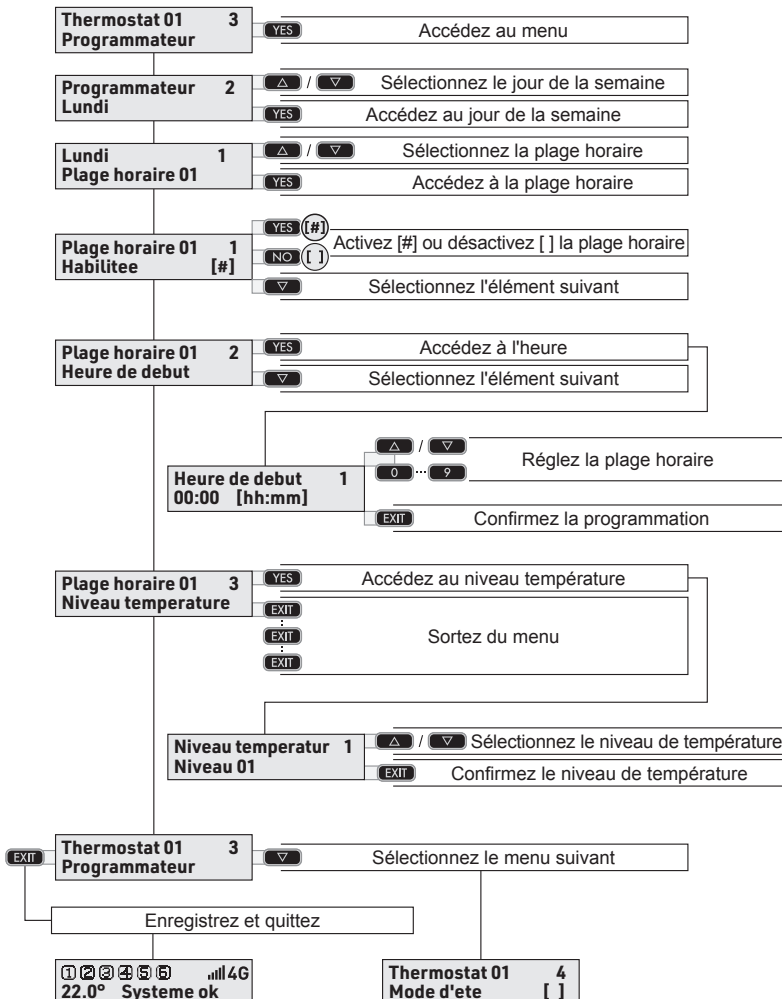 Thermostat 01 3
Programmateur
YES Accédez au menu
Programmateur 2
Lundi
△ / ▽ Sélectionnez le jour de la semaine
YES Accédez au jour de la semaine
Lundi 1
Plage horaire 01
△ / ▽ Sélectionnez la plage horaire
YES Accédez à la plage horaire
Plage horaire 01 1
Habilitee [#]
YES [#]
NO [ ]
Activez [#] ou désactivez [ ] la plage horaire
▽ Sélectionnez l'élément suivant
Plage horaire 01 2
Heure de debut
YES Accédez à l'heure
▽ Sélectionnez l'élément suivant
Heure de debut 1
00:00 [hh:mm]
△ / ▽
0 ... 9
Réglez la plage horaire
EXIT Confirmez la programmation
Plage horaire 01 3
Niveau temperature
YES Accédez au niveau température
EXIT
EXIT
EXIT
Sortez du menu
Niveau temperatur 1
Niveau 01
△ / ▽ Sélectionnez le niveau de température
EXIT Confirmez le niveau de température
EXIT
Thermostat 01 3
Programmateur
▽ Sélectionnez le menu suivant
Enregistrez et quittez
1 2 3 4 5 6 4G
22.0° Systeme ok
Thermostat 01 4
Mode d'ete [ ]